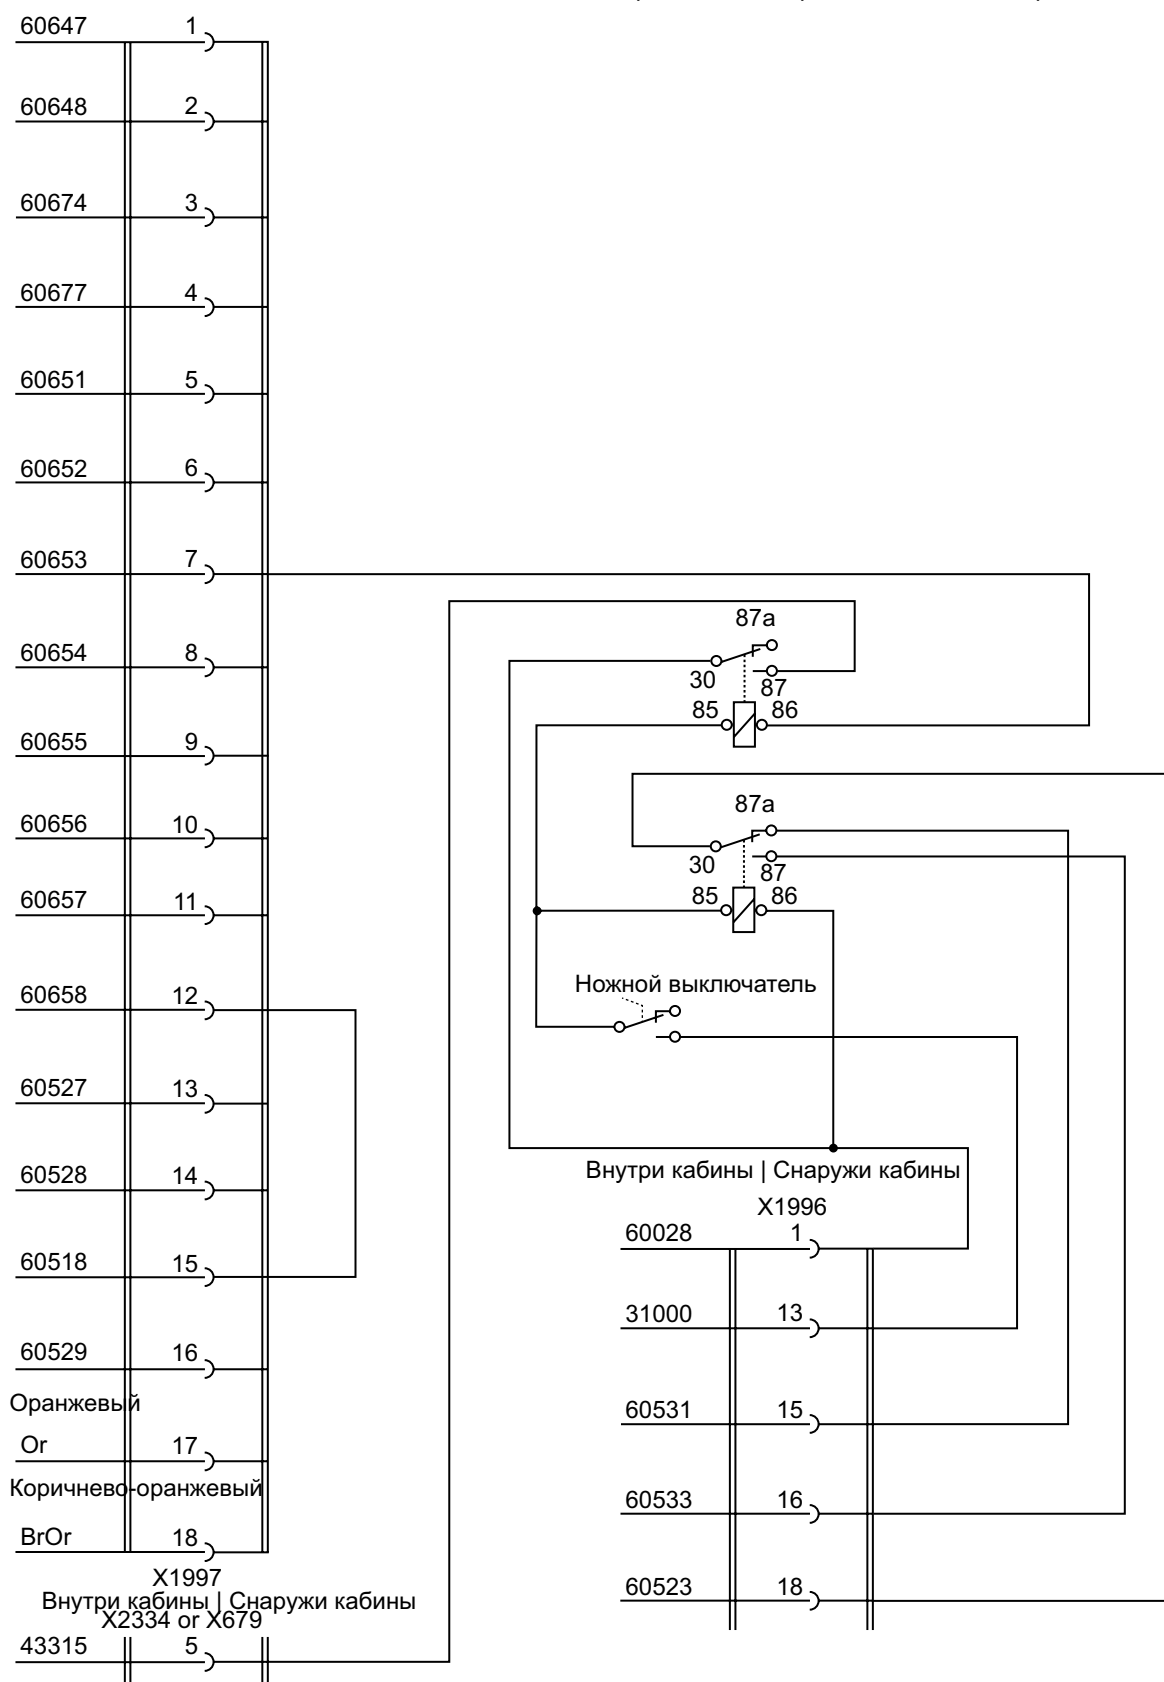 60647 1
60648 2
60674 3
60677 4
60651 5
60652 6
60653 7
87a
60654 8
30 87
85 86
60655 9
87a
60656 10
30 87
85 86
60657 11
Ножной выключатель
60658 12
60527 13
Внутри кабины | Снаружи кабины
60528 14
X1996
60028 1
60518 15
31000 13
60529 16
Оранжевый
60531 15
Or 17
Коричнево-оранжевый
60533 16
BrOr 18
X1997
60523 18
Внутри кабины | Снаружи кабины
X2334 or X679
43315 5